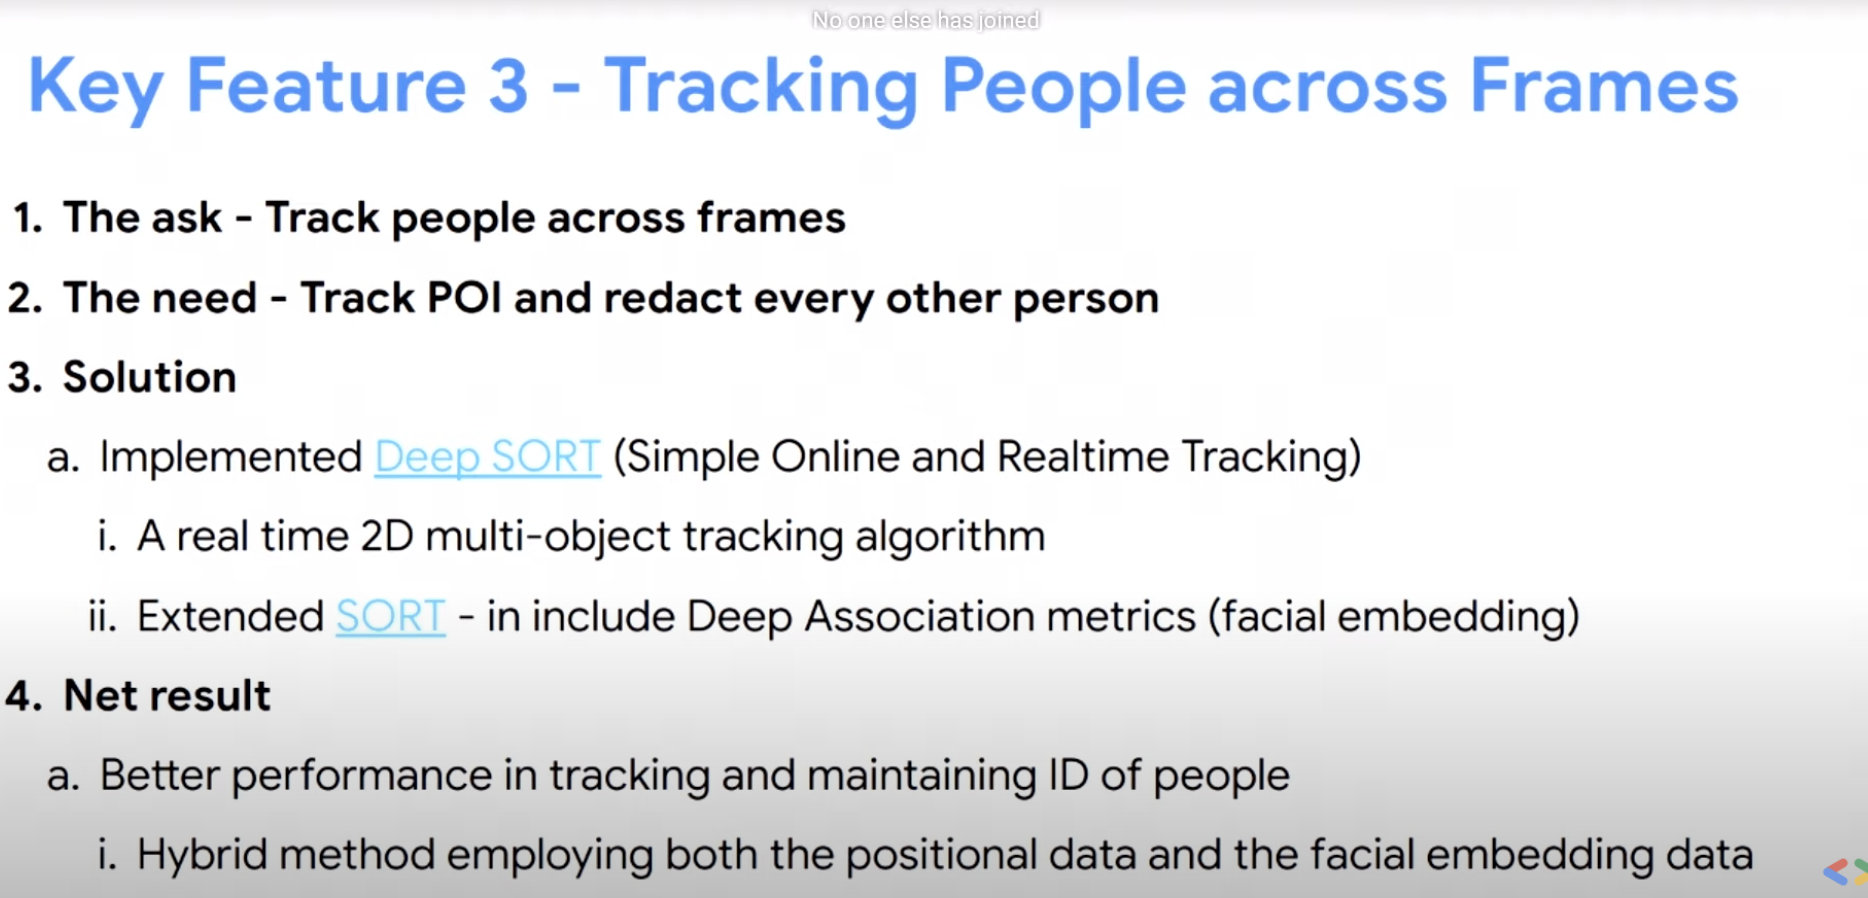 No one else has joined
Key Feature 3 - Tracking People across Frames
1. The ask - Track people across frames
2. The need - Track POI and redact every other person
3. Solution
a. Implemented Deep SORT (Simple Online and Realtime Tracking)
i. A real time 2D multi-object tracking algorithm
ii. Extended SORT - in include Deep Association metrics (facial embedding)
4. Net result
a. Better performance in tracking and maintaining ID of people
i. Hybrid method employing both the positional data and the facial embedding data